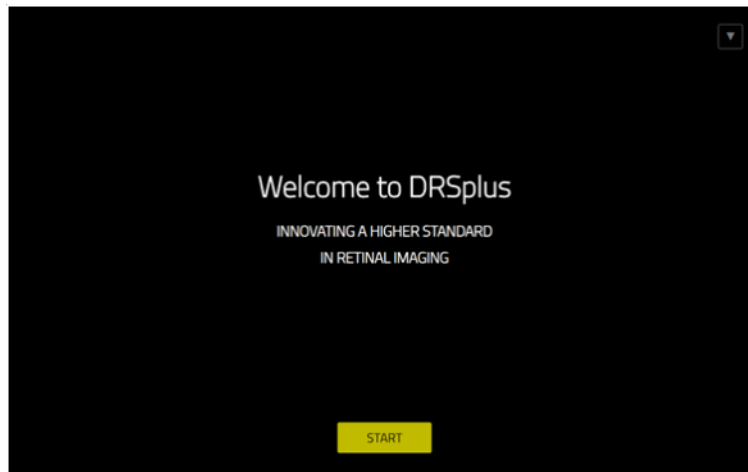 Welcome to DRSplus
INNOVATING A HIGHER STANDARD
IN RETINAL IMAGING
START